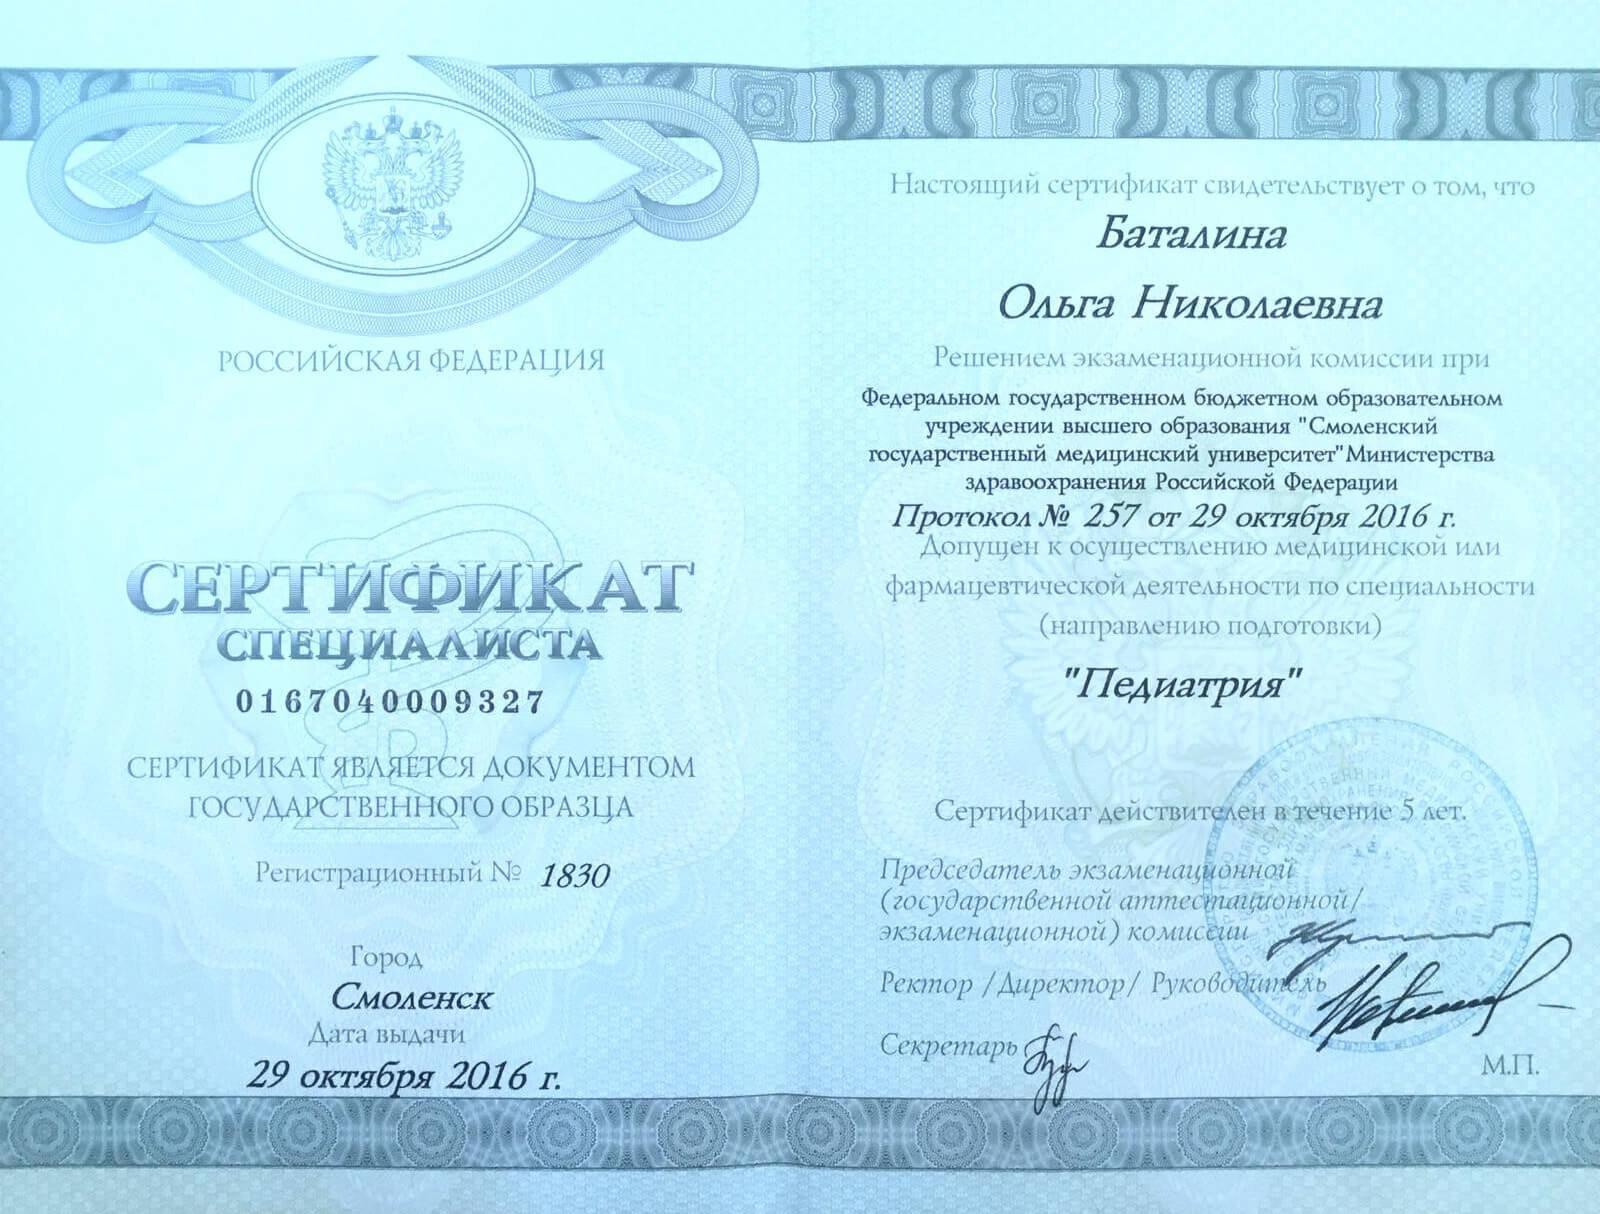 РОССИЙСКАЯ ФЕДЕРАЦИЯ
СЕРТИФИКАТ
СПЕЦИАЛИСТА
0167040009327
СЕРТИФИКАТ ЯВЛЯЕТСЯ ДОКУМЕНТОМ
ГОСУДАРСТВЕННОГО ОБРАЗЦА
Регистрационный № 1830
Город
Смоленск
Дата выдачи
29 октября 2016 г.
Настоящий сертификат свидетельствует о том, что
Баталина
Ольга Николаевна
Решением экзаменационной комиссии при
Федеральном государственном бюджетном образовательном
учреждении высшего образования "Смоленский
государственный медицинский университет"Министерства
здравоохранения Российской Федерации
Протокол № 257 от 29 октября 2016 г.
Допущен к осуществлению медицинской или
фармацевтической деятельности по специальности
(направлению подготовки)
"Педиатрия"
Сертификат действителен в течение 5 лет.
Председатель экзаменационной
(государственной аттестационной/
экзаменационной) комиссии
Ректор /Директор/ Руководитель
Секретарь
М.П.